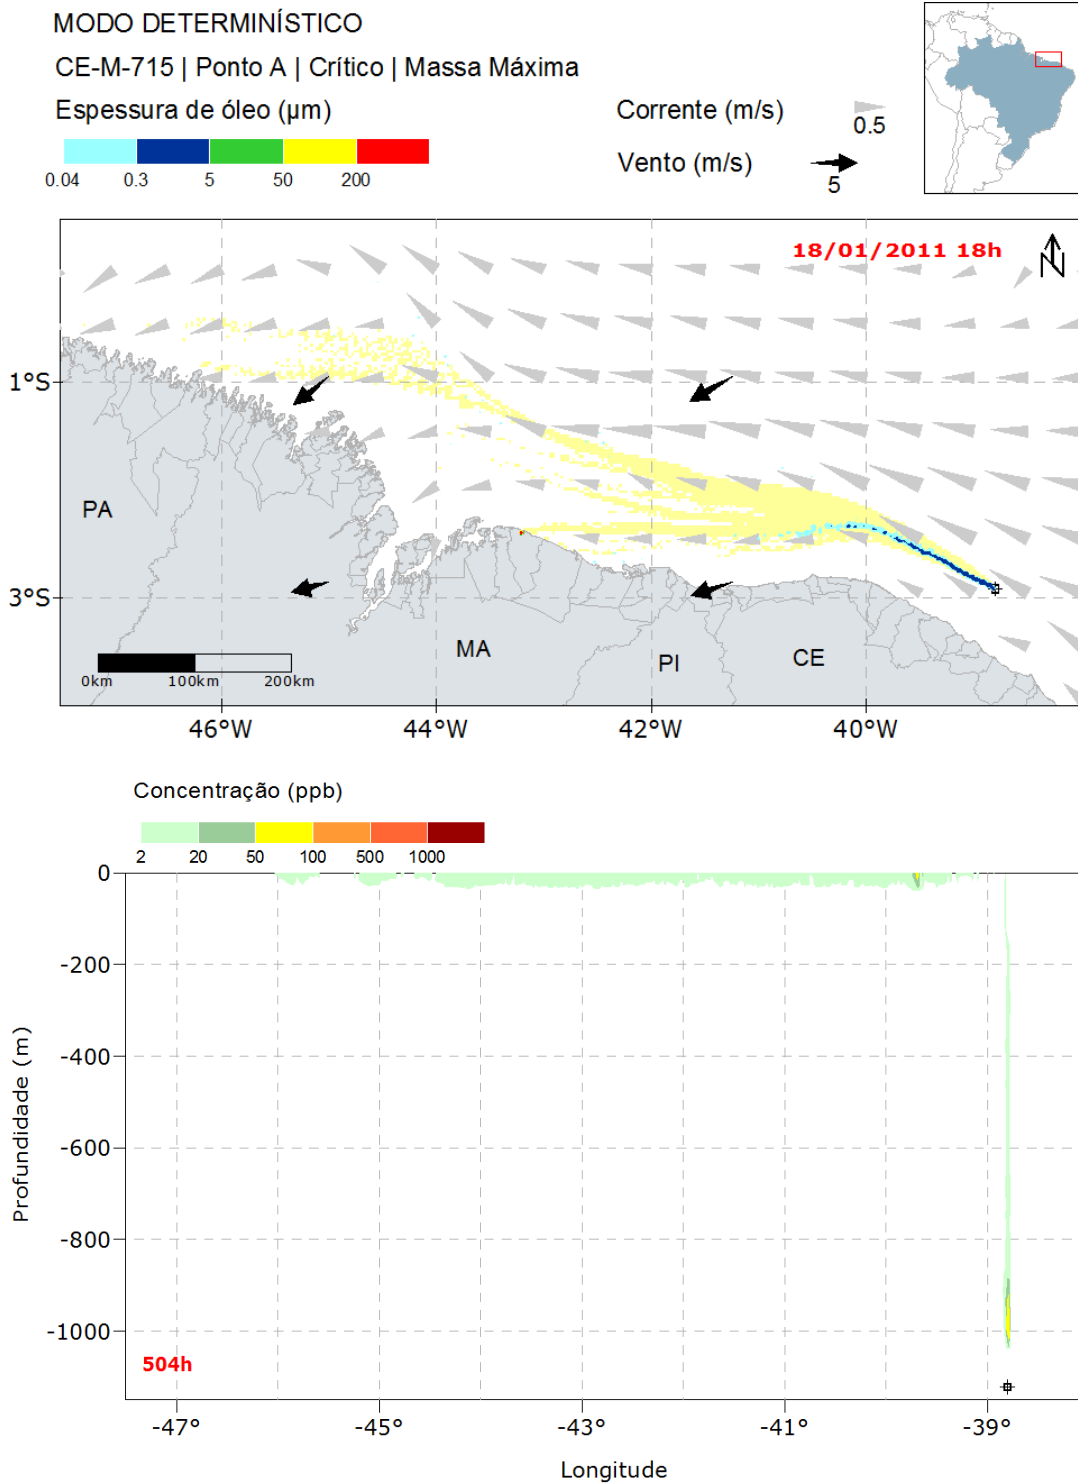 MODO DETERMINÍSTICO
CE-M-715 | Ponto A | Crítico | Massa Máxima
Espessura de óleo (µm)
0.04 0.3 5 50 200
Corrente (m/s)
0.5
Vento (m/s)
5
18/01/2011 18h
N
1°S
3°S
PA
MA
PI
CE
0km 100km 200km
46°W 44°W 42°W 40°W
Concentração (ppb)
2 20 50 100 500 1000
0
-200
-400
-600
-800
-1000
Profundidade (m)
504h
-47° -45° -43° -41° -39°
Longitude